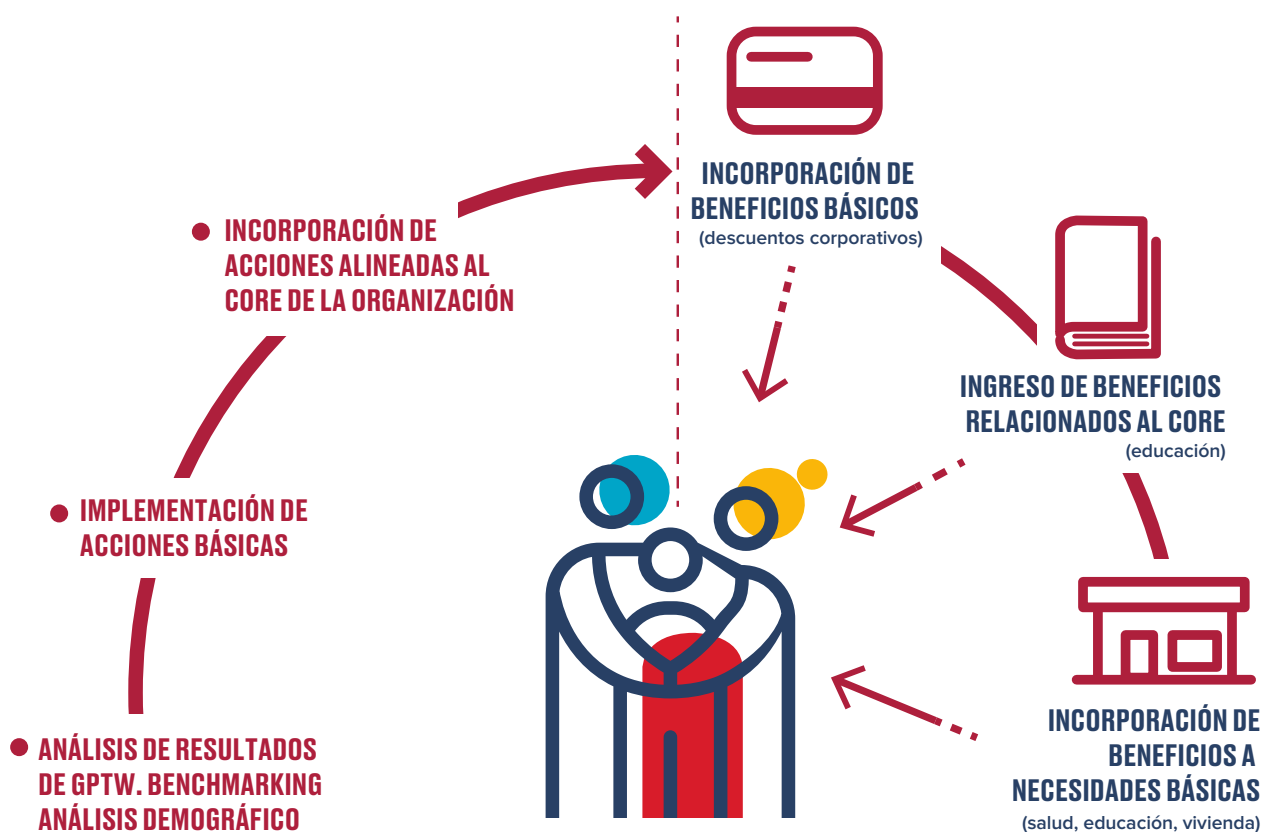 INCORPORACIÓN DE
BENEFICIOS BÁSICOS
(descuentos corporativos)
INCORPORACIÓN DE
ACCIONES ALINEADAS AL
CORE DE LA ORGANIZACIÓN
INGRESO DE BENEFICIOS
RELACIONADOS AL CORE
(educación)
IMPLEMENTACIÓN DE
ACCIONES BÁSICAS
INCORPORACIÓN DE
BENEFICIOS A
NECESIDADES BÁSICAS
(salud, educación, vivienda)
ANÁLISIS DE RESULTADOS
DE GPTW. BENCHMARKING
ANÁLISIS DEMOGRÁFICO